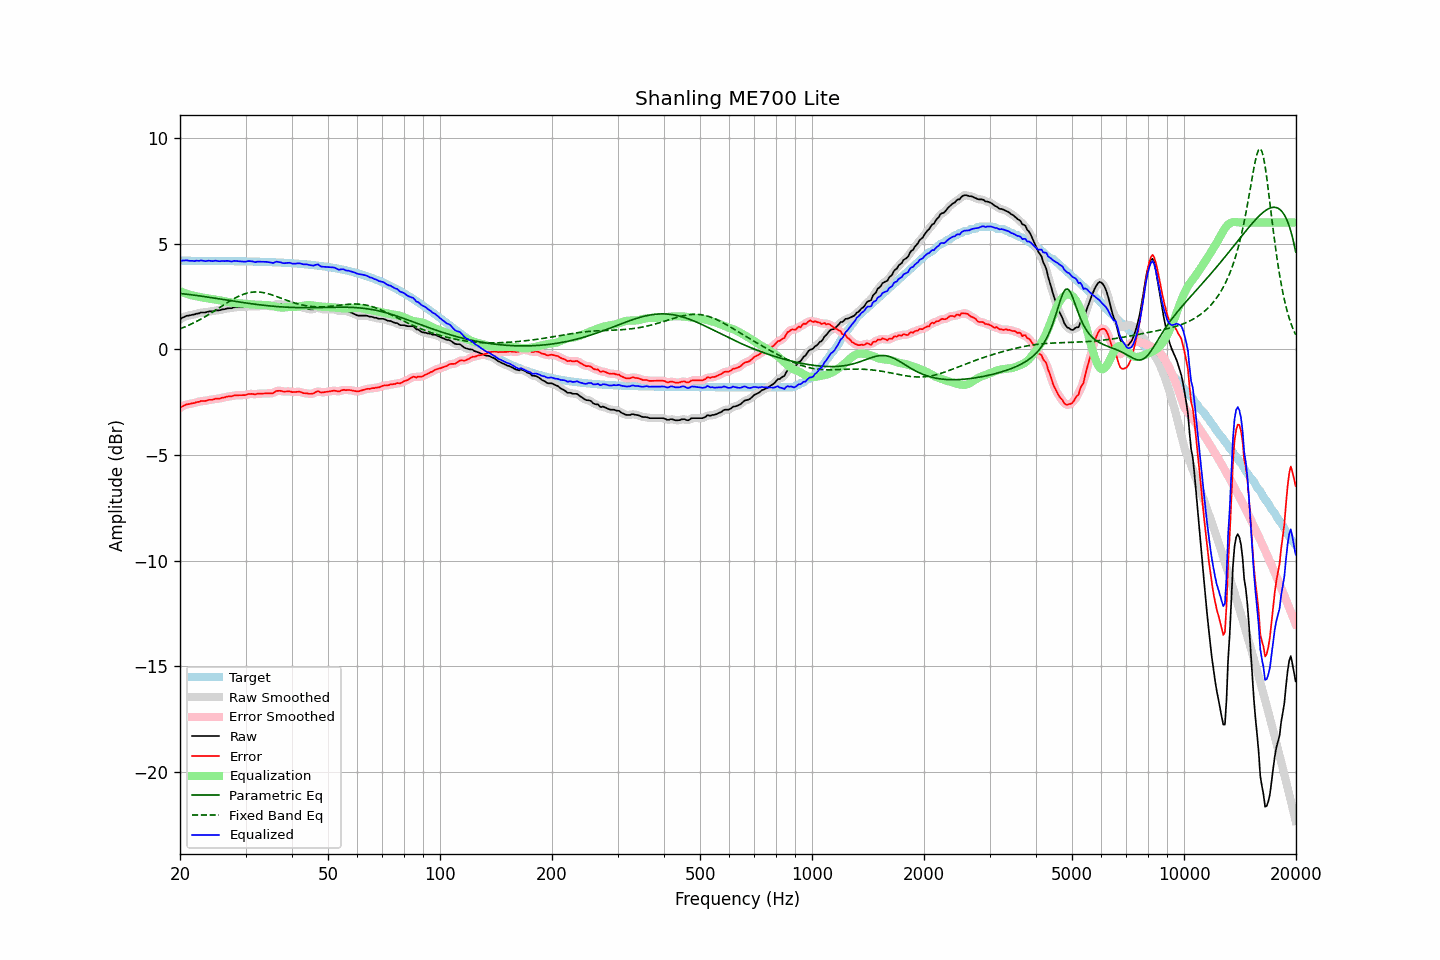 Shanling ME700 Lite
Amplitude (dBr)
10
5
0
−5
−10
−15
−20
Target
Raw Smoothed
Error Smoothed
Raw
Error
Equalization
Parametric Eq
Fixed Band Eq
Equalized
20 50 100 200 500 1000 2000 5000 10000 20000
Frequency (Hz)